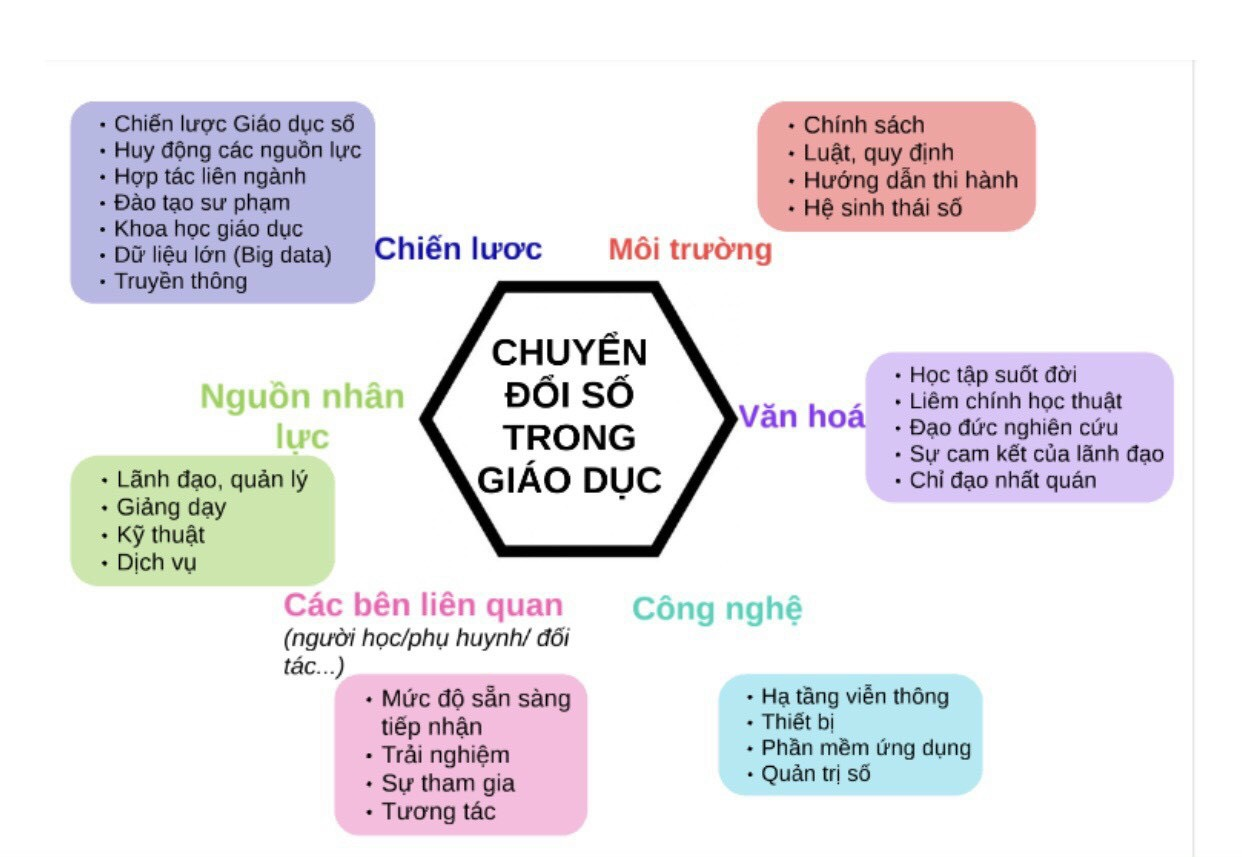 • Chiến lược Giáo dục số
• Huy động các nguồn lực
• Hợp tác liên ngành
• Đào tạo sư phạm
• Khoa học giáo dục
• Dữ liệu lớn (Big data)
• Truyền thông
Chiến lươc
• Chính sách
• Luật, quy định
• Hướng dẫn thi hành
• Hệ sinh thái số
Môi trường
CHUYỂN
ĐỔI SỐ
TRONG
GIÁO DỤC
Nguồn nhân
lực
• Lãnh đạo, quản lý
• Giảng dạy
• Kỹ thuật
• Dịch vụ
Văn hoá
• Học tập suốt đời
• Liêm chính học thuật
• Đạo đức nghiên cứu
• Sự cam kết của lãnh đạo
• Chỉ đạo nhất quán
Các bên liên quan
(người học/phụ huynh/ đối
tác...)
• Mức độ sẵn sàng
tiếp nhận
• Trải nghiệm
• Sự tham gia
• Tương tác
Công nghệ
• Hạ tầng viễn thông
• Thiết bị
• Phần mềm ứng dụng
• Quản trị số